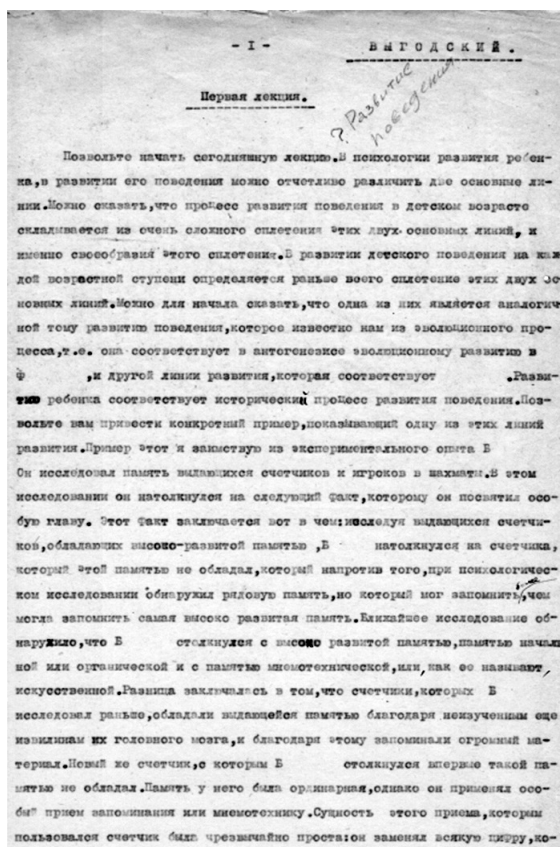 - I -
ВЫГОДСКИЙ.
Первая лекция.
? Развитие
поведения
Позвольте начать сегодняшнюю лекцию.В психологии развития ребен-
ка,в развитии его поведения можно отчетливо различить две основные ли-
нии.Можно сказать,что процесс развития поведения в детском возрасте
складывается из очень сложного сплетения этих двух основных линий, и
именно своеобразия этого сплетения.В развитии детского поведения на каж
дой возрастной ступени определяется раньше всего сплетение этих двух ос
новных линий.Можно для начала сказать,что одна из них является аналогич
ной тому развитию поведения,которое известно нам из эволюционного про-
цесса,т.е. она соответствует в антогенезисе эволюционному развитию в
ф ,и другой линии развития,которая соответствует .Разви-
тию ребенка соответствует исторический процесс развития поведения.Поз-
вольте вам привести конкретный пример,показывающий одну из этих линий
развития.Пример этот я заимствую из экспериментального опыта Б
Он исследовал память выдающихся счетчиков и игроков в шахматы.В этом
исследовании он натолкнулся на следующий факт,которому он посвятил осо-
бую главу. Этот факт заключается вот в чем:исследуя выдающихся счетчи-
ков,обладающих высоко-развитой памятью ,Б натолкнулся на счетчика,
который этой памятью не обладал,который напротив того,при психологичес-
ком исследовании обнаружил рядовую память,но который мог запомнить,чем
могла запомнить самая высоко развитая память.Ближайшее исследование об-
наружило,что Б столкнулся с высоко развитой памятью,памятью начал
ной или органической и с памятью мнемотехнической,или,как ее называют,
искусственной.Разница заключалась в том,что счетчики,которых Б
исследовал раньше,обладали выдающейся памятью благодаря неизученным еще
извилинам их головного мозга,и благодаря этому запоминали огромный ма-
териал.Новый же счетчик,с которым Б столкнулся впервые такой па-
мятью не обладал.Память у него была ординарная,однако он применял осо-
бый прием запоминания или мнемотехнику.Сущность этого приема,которым
пользовался счетчик была чрезвычайно проста:он заменял всякую цифру,ко-